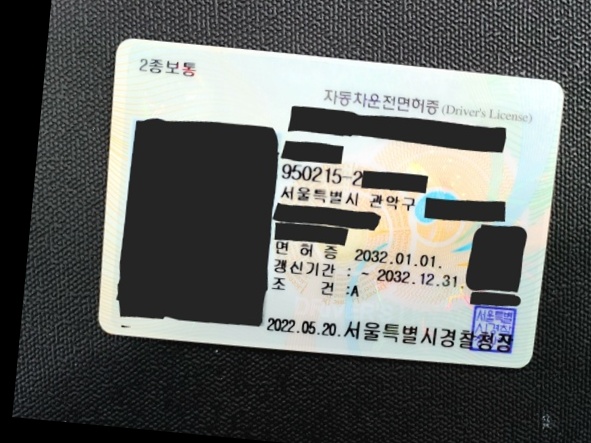 2종보통
자동차운전면허증 (Driver's License)
950215-2
서울특별시 관악구
면 허 증 2032.01.01.
갱신기간 : ~ 2032.12.31.
조 건 :A
2022.05.20. 서울특별시경찰청장
서울특별
시경찰